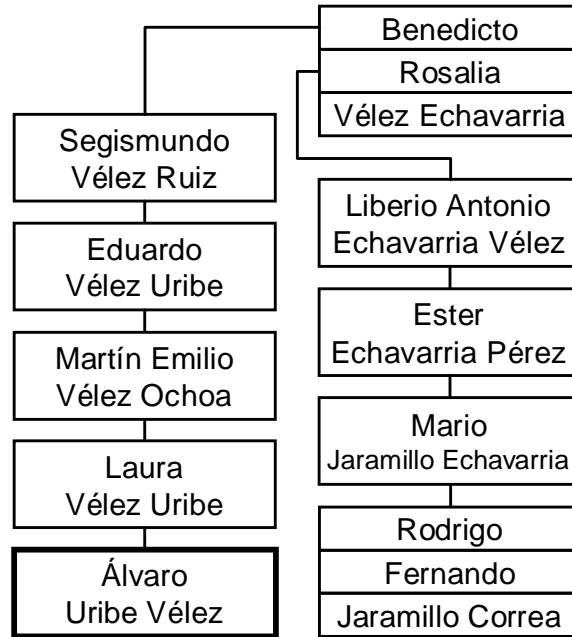 Benedicto
Rosalia
Vélez Echavarria
Segismundo
Vélez Ruiz
Eduardo
Vélez Uribe
Martín Emilio
Vélez Ochoa
Laura
Vélez Uribe
Álvaro
Uribe Vélez
Liberio Antonio
Echavarria Vélez
Ester
Echavarria Pérez
Mario
Jaramillo Echavarria
Rodrigo
Fernando
Jaramillo Correa